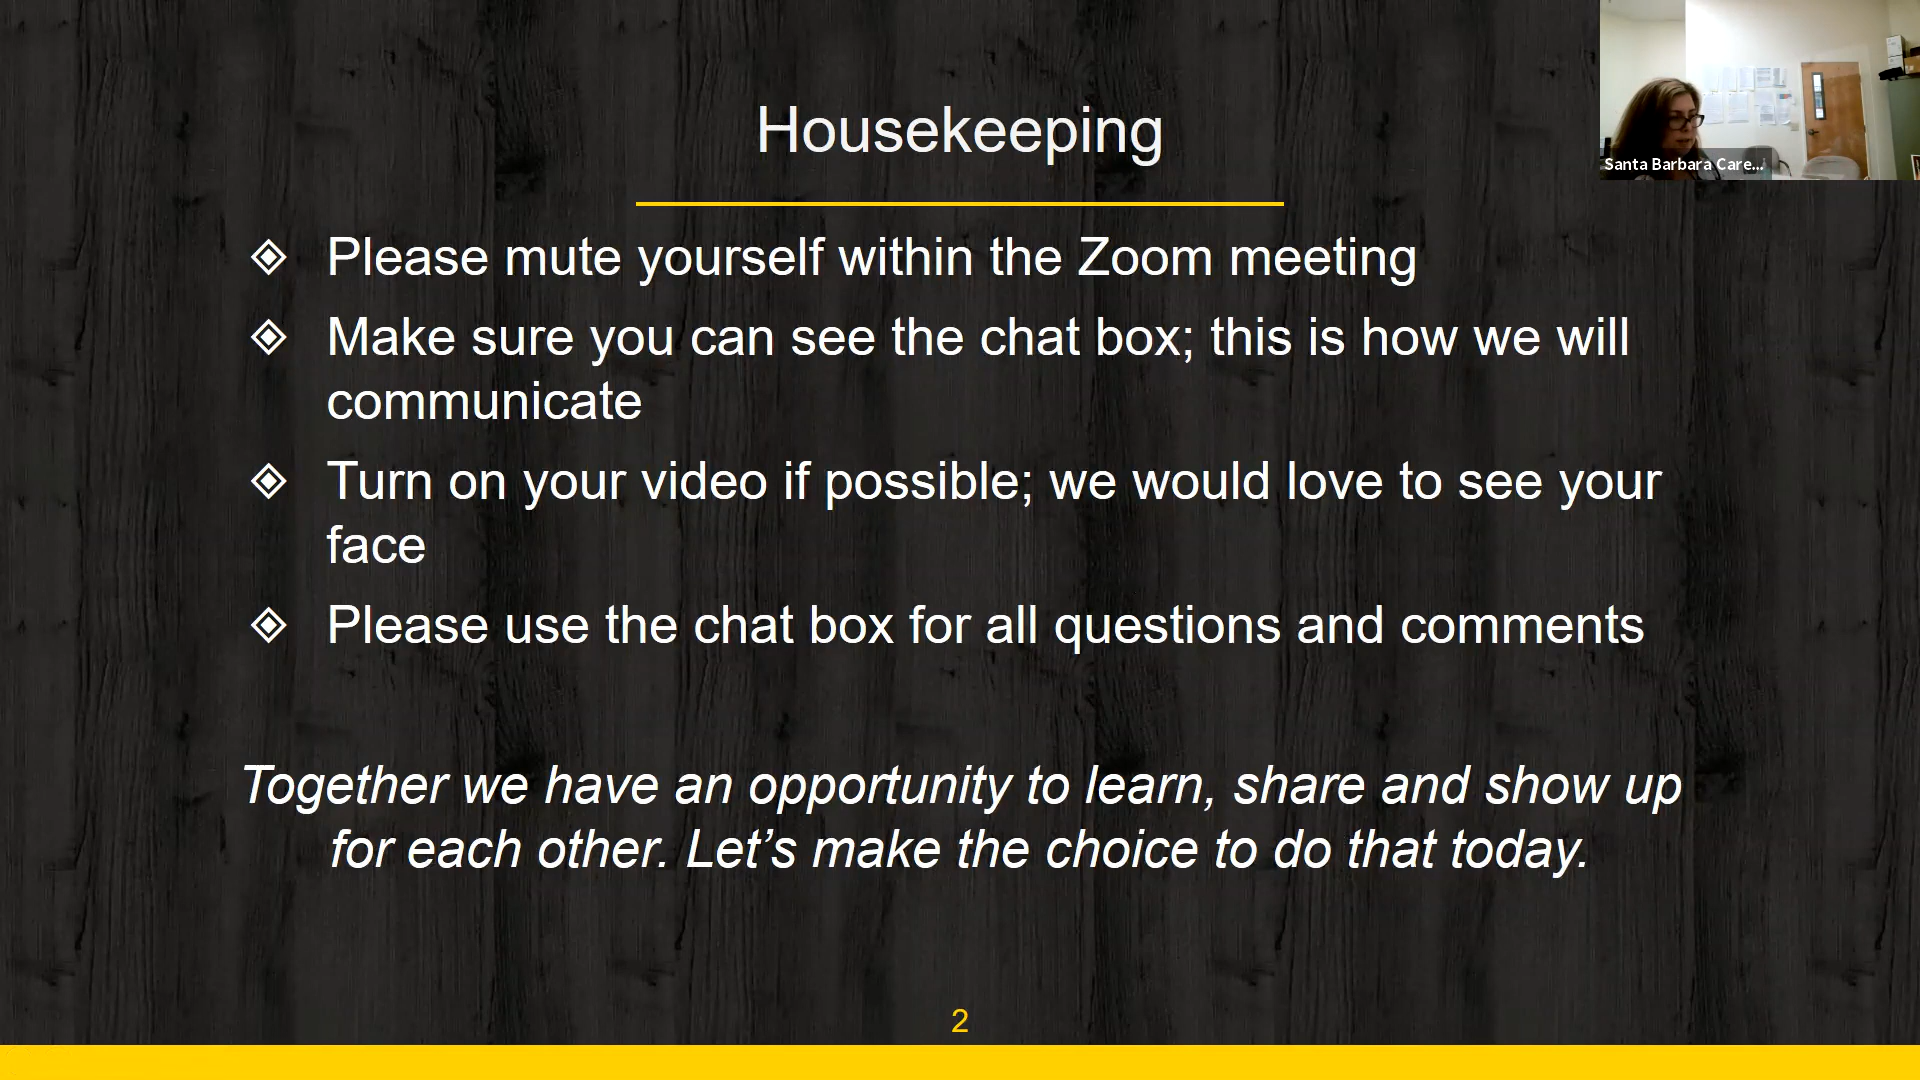 Housekeeping
Santa Barbara Care...
Please mute yourself within the Zoom meeting
Make sure you can see the chat box; this is how we will
communicate
Turn on your video if possible; we would love to see your
face
Please use the chat box for all questions and comments
Together we have an opportunity to learn, share and show up
for each other. Let’s make the choice to do that today.
2